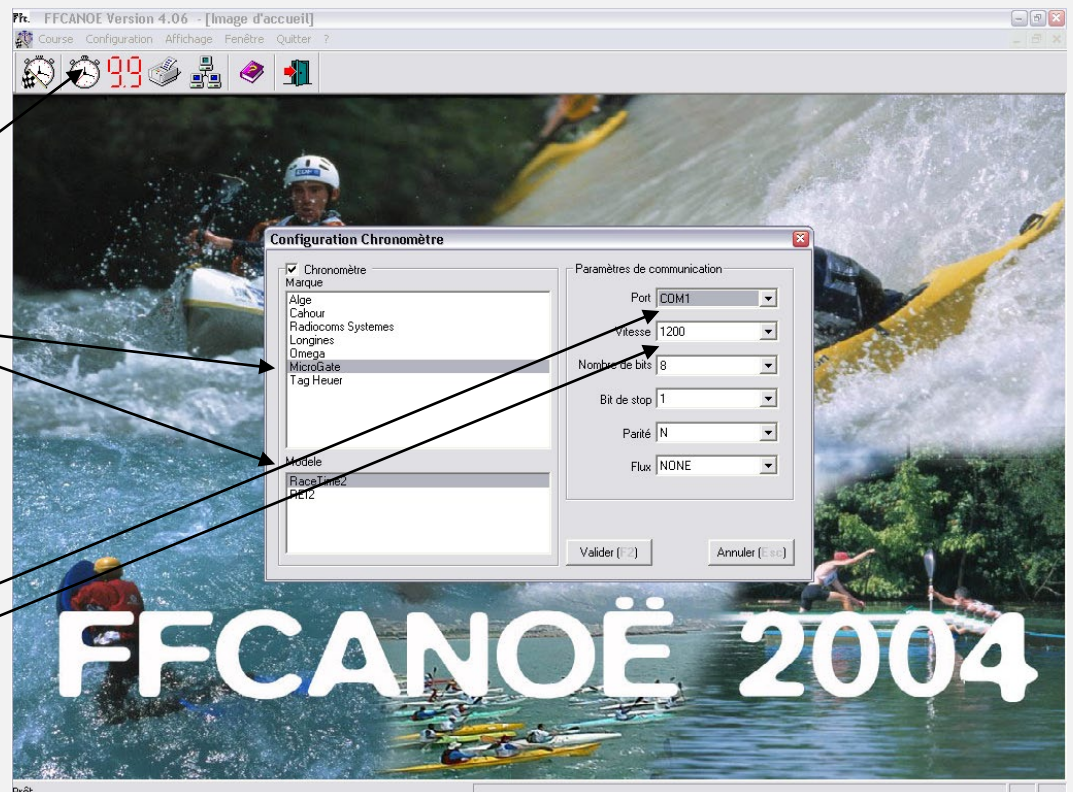 FFCANOE Version 4.06 - [Image d'accueil]
Course Configuration Affichage Fenêtre Quitter ?
9.9
Configuration Chronomètre
Chronomètre
Marque
Alge
Cahour
Radiocoms Systemes
Longines
Omega
MicroGate
Tag Heuer
Modele
RaceTime2
REI2
Paramètres de communication
Port COM1
Vitesse 1200
Nombre de bits 8
Bit de stop 1
Parité N
Flux NONE
Valider (F2) Annuler (Esc)
FFCANOË 2004
Prêt